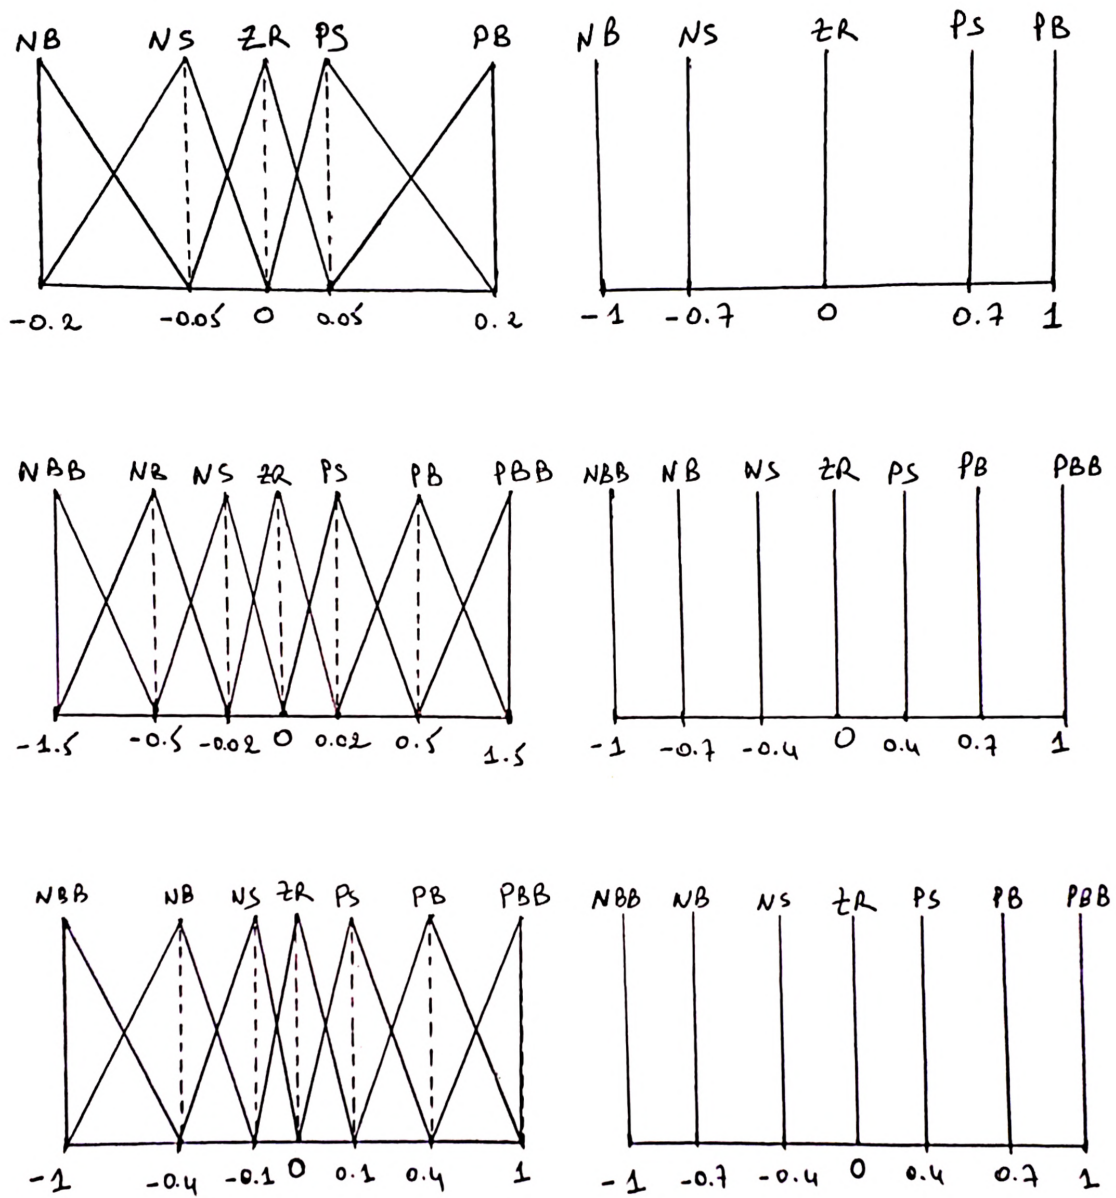 NB NS ZR PS PB NB NS ZR PS PB
-0.2 -0.05 0 0.05 0.2 -1 -0.7 0 0.7 1
NBB NB NS ZR PS PB PBB NBB NB NS ZR PS PB PBB
-1.5 -0.5 -0.02 0 0.02 0.5 1.5 -1 -0.7 -0.4 0 0.4 0.7 1
NBB NB NS ZR PS PB PBB NBB NB NS ZR PS PB PBB
-1 -0.4 -0.1 0 0.1 0.4 1 -1 -0.7 -0.4 0 0.4 0.7 1